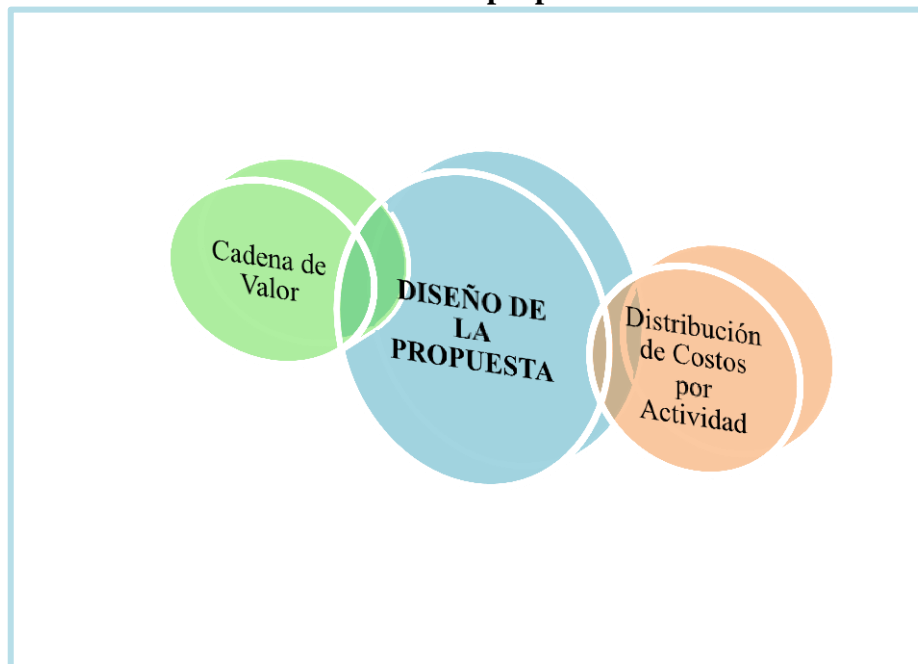 Cadena de
Valor
DISEÑO DE
LA
PROPUESTA
Distribución
de Costos
por
Actividad